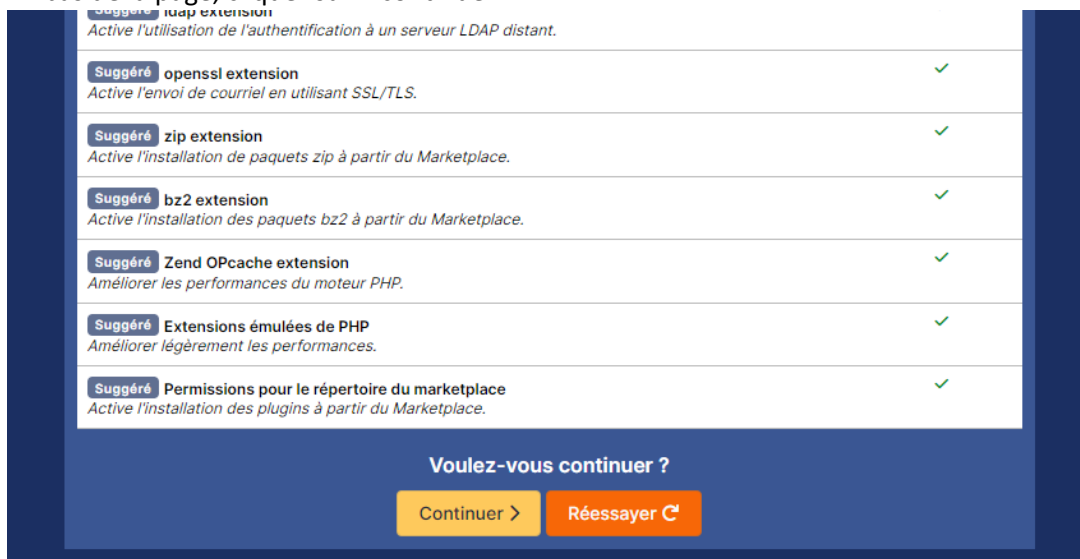 Suggéré ldap extension
Active l'utilisation de l'authentification à un serveur LDAP distant.
Suggéré openssl extension
Active l'envoi de courriel en utilisant SSL/TLS.
Suggéré zip extension
Active l'installation de paquets zip à partir du Marketplace.
Suggéré bz2 extension
Active l'installation des paquets bz2 à partir du Marketplace.
Suggéré Zend OPcache extension
Améliorer les performances du moteur PHP.
Suggéré Extensions émulées de PHP
Améliorer légèrement les performances.
Suggéré Permissions pour le répertoire du marketplace
Active l'installation des plugins à partir du Marketplace.
Voulez-vous continuer ?
Continuer
Réessayer